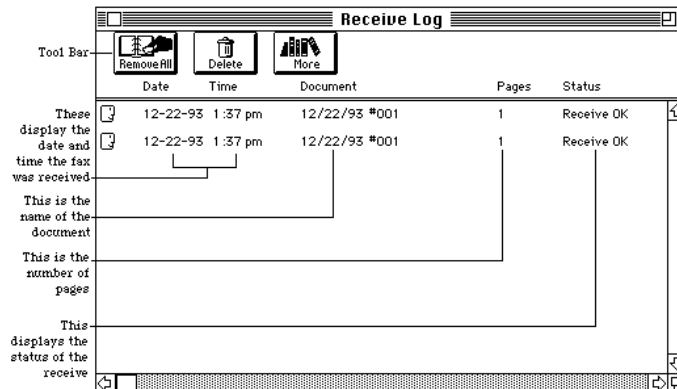 Receive Log
Tool Bar
Remove All
Delete
More
Date Time Document Pages Status
12-22-93 1:37 pm 12/22/93 #001 1 Receive OK
12-22-93 1:37 pm 12/22/93 #001 1 Receive OK
These
display the
date and
time the fax
was received
This is the
name of the
document
This is the
number of
pages
This
displays the
status of the
receive